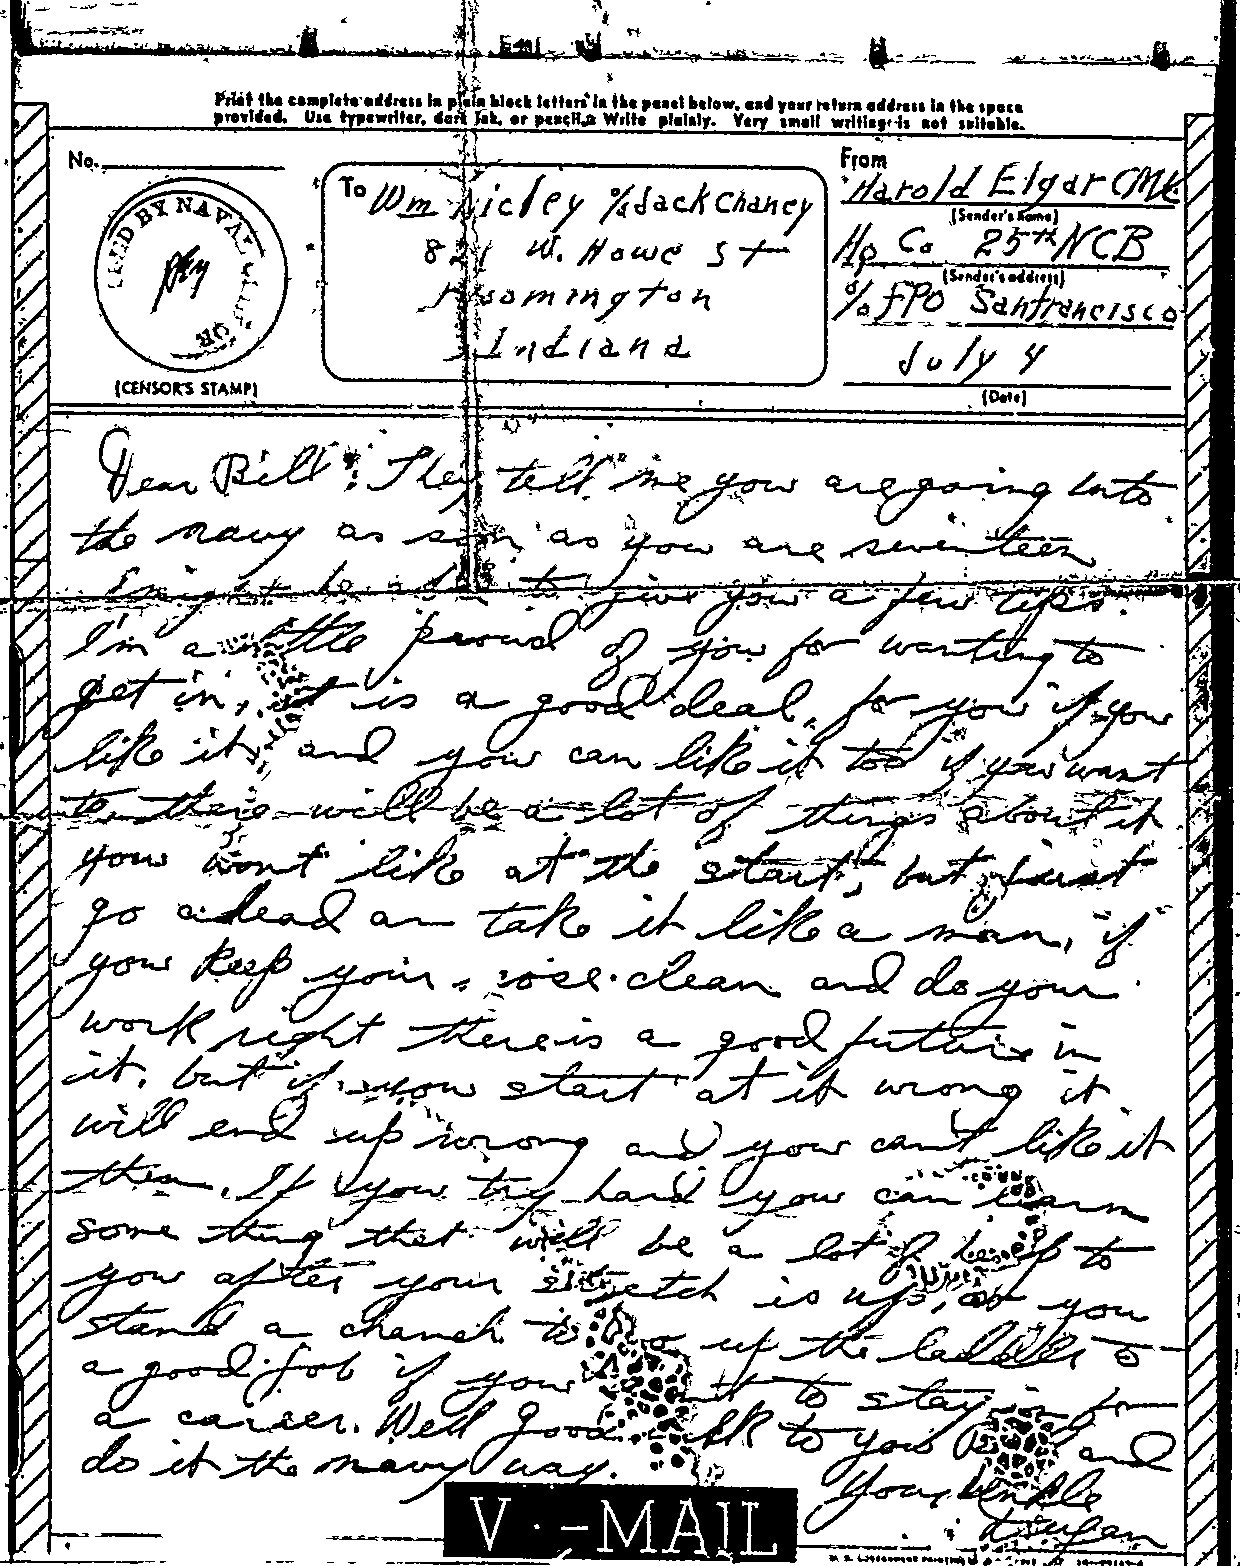 Print the complete address in plain block letters in the panel below, and your return address in the space
provided. Use typewriter, dark ink, or pencil. Write plainly. Very small writing is not suitable.
No.
BY NAVAL
(CENSOR'S STAMP)
To Wm c/o Jack Chaney
W. Howe St
Indiana
From
Harold Elgar CMM
(Sender's Name)
Hq Co 25th NCB
(Sender's address)
c/o FPO Sanfrancisco
July 4
(Date)
Dear Bill: They tell me you are going into
the navy as soon as you are seventeen
I might be able to give you a few tips.
I'm a little proud of you for wanting to
get in, it is a good deal, for you if you
like it and you can like it too if you want
to, there will be a lot of things about it
you wont like at the start, but just
go ahead an take it like a man, if
you keep your nose clean and do your
work right there is a good future in
it, but if you start at it wrong it
will end up wrong and you can't like it
then. If you try hard you can learn
some thing that will be a lot of help to
you after your stretch is up, or you
stand a chanch to go up the ladder to
a good job if you want to stay in for
a career. Well good luck to you and
do it the navy way.
Your Unkle
V - MAIL